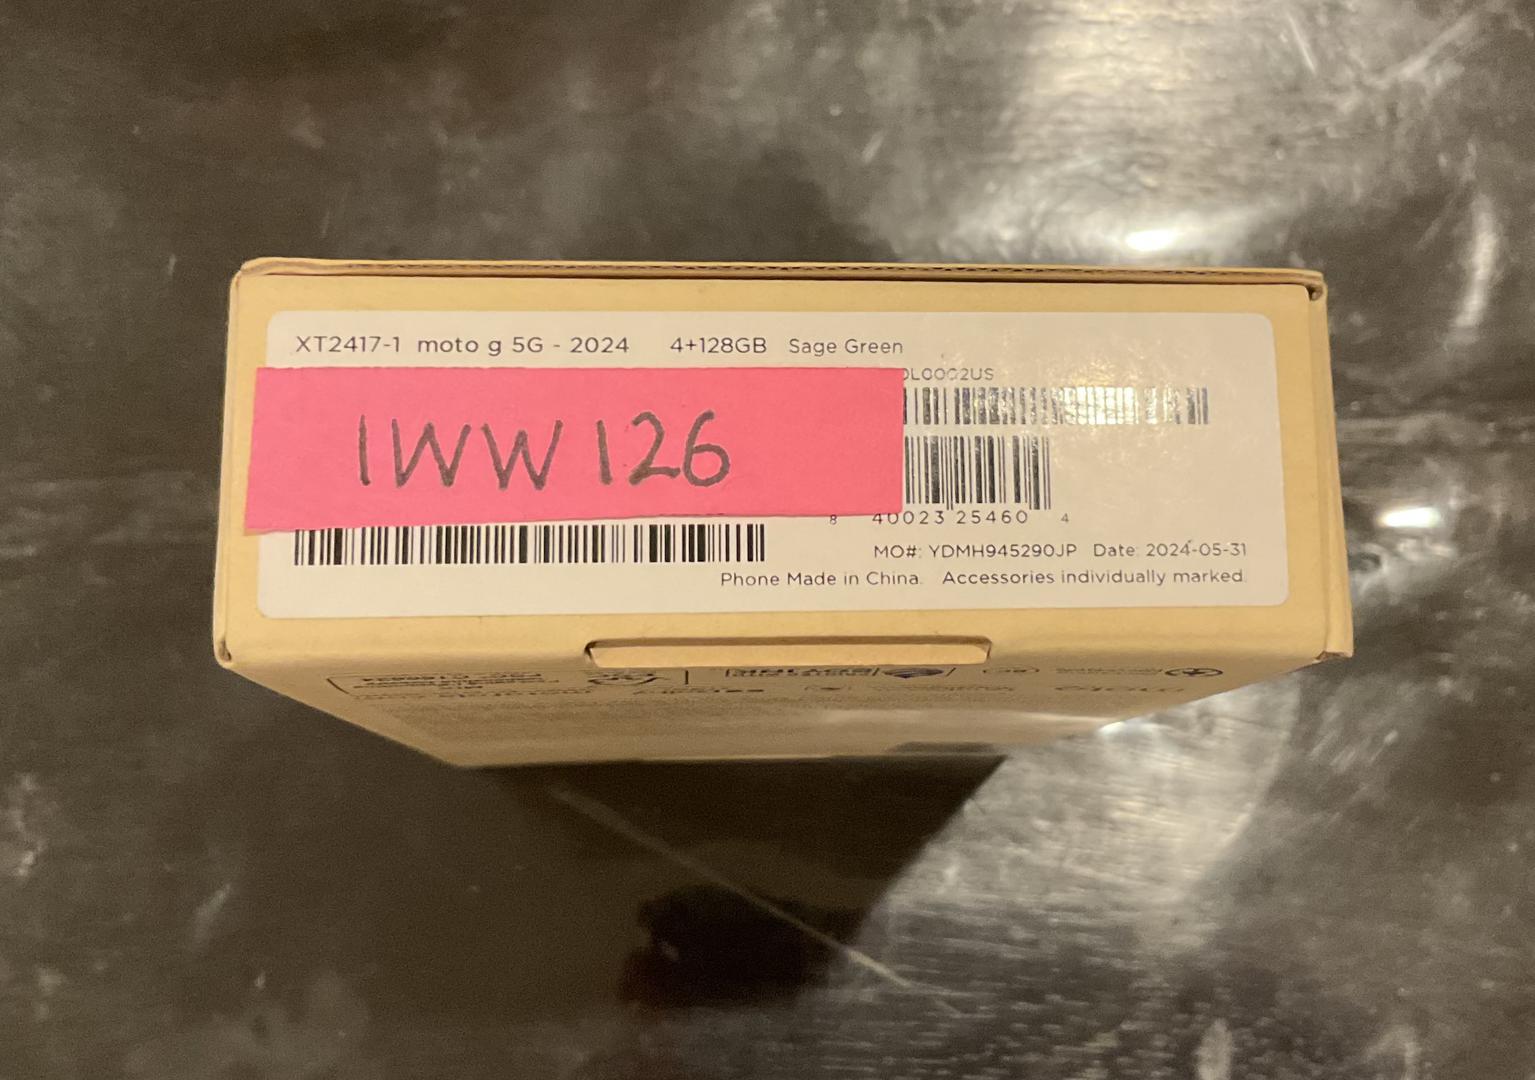 XT2417-1 moto g 5G - 2024 4+128GB Sage Green
1WW126
8 40023 25460 4
MO#: YDMH945290JP Date: 2024-05-31
Phone Made in China. Accessories individually marked.